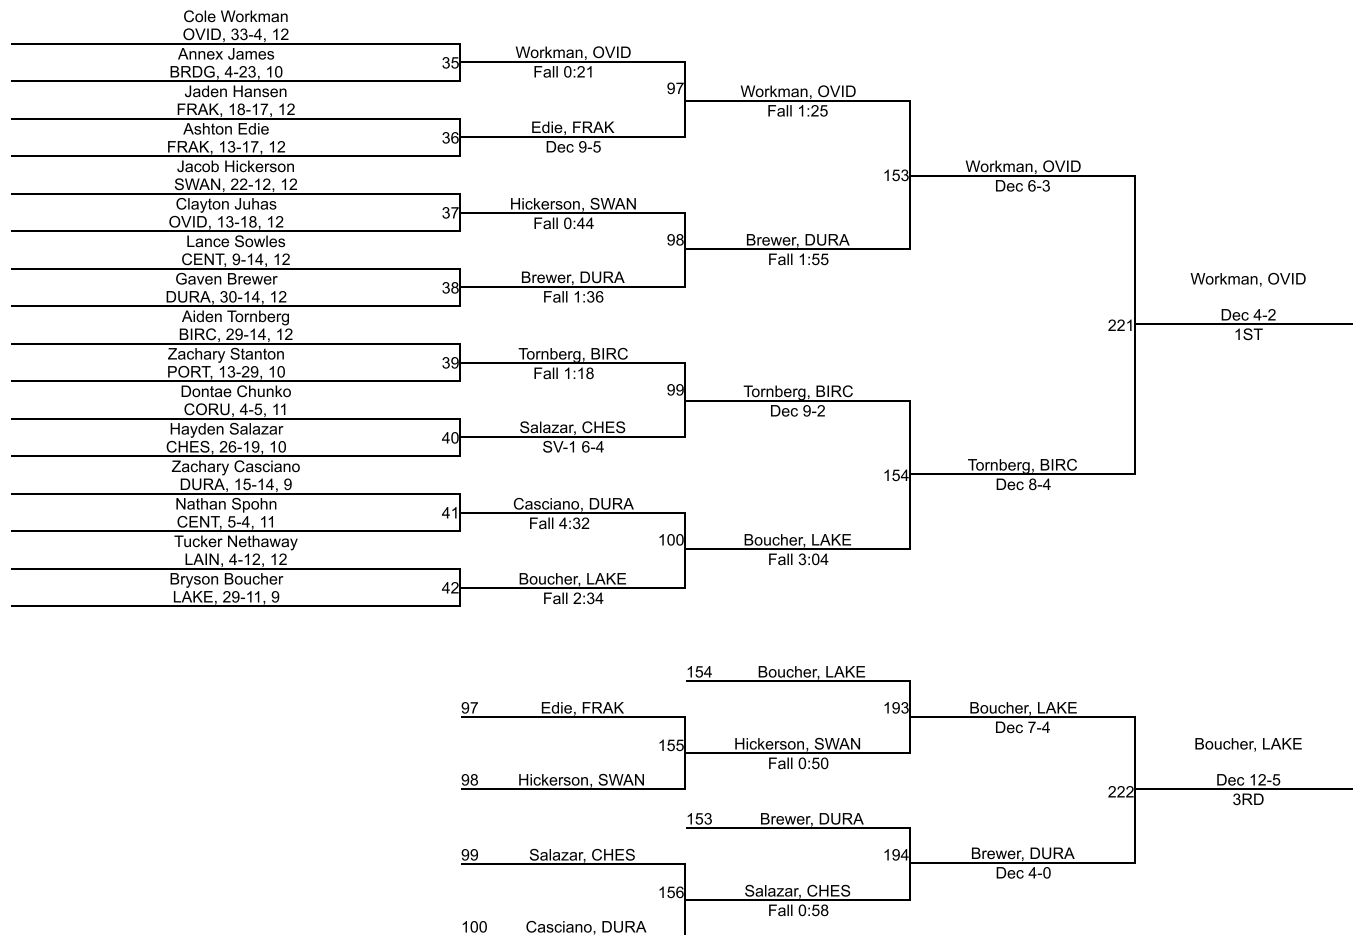 Cole Workman
OVID, 33-4, 12
Annex James
BRDG, 4-23, 10
35
Workman, OVID
Fall 0:21
Jaden Hansen
FRAK, 18-17, 12
97
Workman, OVID
Fall 1:25
Ashton Edie
FRAK, 13-17, 12
36
Edie, FRAK
Dec 9-5
Jacob Hickerson
SWAN, 22-12, 12
153
Workman, OVID
Dec 6-3
Clayton Juhas
OVID, 13-18, 12
37
Hickerson, SWAN
Fall 0:44
Lance Sowles
CENT, 9-14, 12
98
Brewer, DURA
Fall 1:55
Gaven Brewer
DURA, 30-14, 12
38
Brewer, DURA
Fall 1:36
Workman, OVID
Aiden Tornberg
BIRC, 29-14, 12
221
Dec 4-2
1ST
Zachary Stanton
PORT, 13-29, 10
39
Tornberg, BIRC
Fall 1:18
Dontae Chunko
CORU, 4-5, 11
99
Tornberg, BIRC
Dec 9-2
Hayden Salazar
CHES, 26-19, 10
40
Salazar, CHES
SV-1 6-4
Zachary Casciano
DURA, 15-14, 9
154
Tornberg, BIRC
Dec 8-4
Nathan Spohn
CENT, 5-4, 11
41
Casciano, DURA
Fall 4:32
Tucker Nethaway
LAIN, 4-12, 12
100
Boucher, LAKE
Fall 3:04
Bryson Boucher
LAKE, 29-11, 9
42
Boucher, LAKE
Fall 2:34
154
Boucher, LAKE
97
Edie, FRAK
193
Boucher, LAKE
Dec 7-4
155
Hickerson, SWAN
Fall 0:50
98
Hickerson, SWAN
Boucher, LAKE
222
Dec 12-5
3RD
153
Brewer, DURA
99
Salazar, CHES
194
Brewer, DURA
Dec 4-0
156
Salazar, CHES
Fall 0:58
100
Casciano, DURA